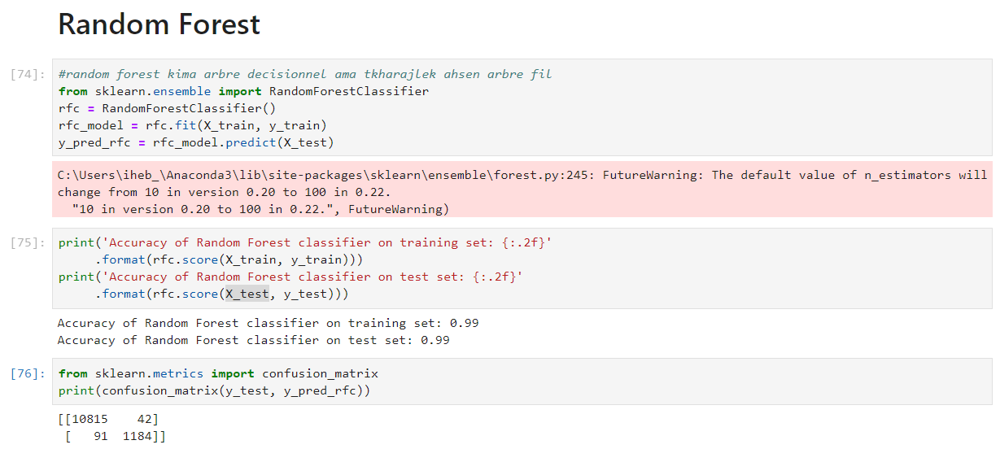 Random Forest
[74]:
#random forest kima arbre decisionnel ama tkharajlek ahsen arbre fil
from sklearn.ensemble import RandomForestClassifier
rfc = RandomForestClassifier()
rfc_model = rfc.fit(X_train, y_train)
y_pred_rfc = rfc_model.predict(X_test)
C:\Users\iheb_\Anaconda3\lib\site-packages\sklearn\ensemble\forest.py:245: FutureWarning: The default value of n_estimators will
change from 10 in version 0.20 to 100 in 0.22.
  "10 in version 0.20 to 100 in 0.22.", FutureWarning)
[75]:
print('Accuracy of Random Forest classifier on training set: {:.2f}'
     .format(rfc.score(X_train, y_train)))
print('Accuracy of Random Forest classifier on test set: {:.2f}'
     .format(rfc.score(X_test, y_test)))
Accuracy of Random Forest classifier on training set: 0.99
Accuracy of Random Forest classifier on test set: 0.99
[76]:
from sklearn.metrics import confusion_matrix
print(confusion_matrix(y_test, y_pred_rfc))
[[10815    42]
 [   91  1184]]